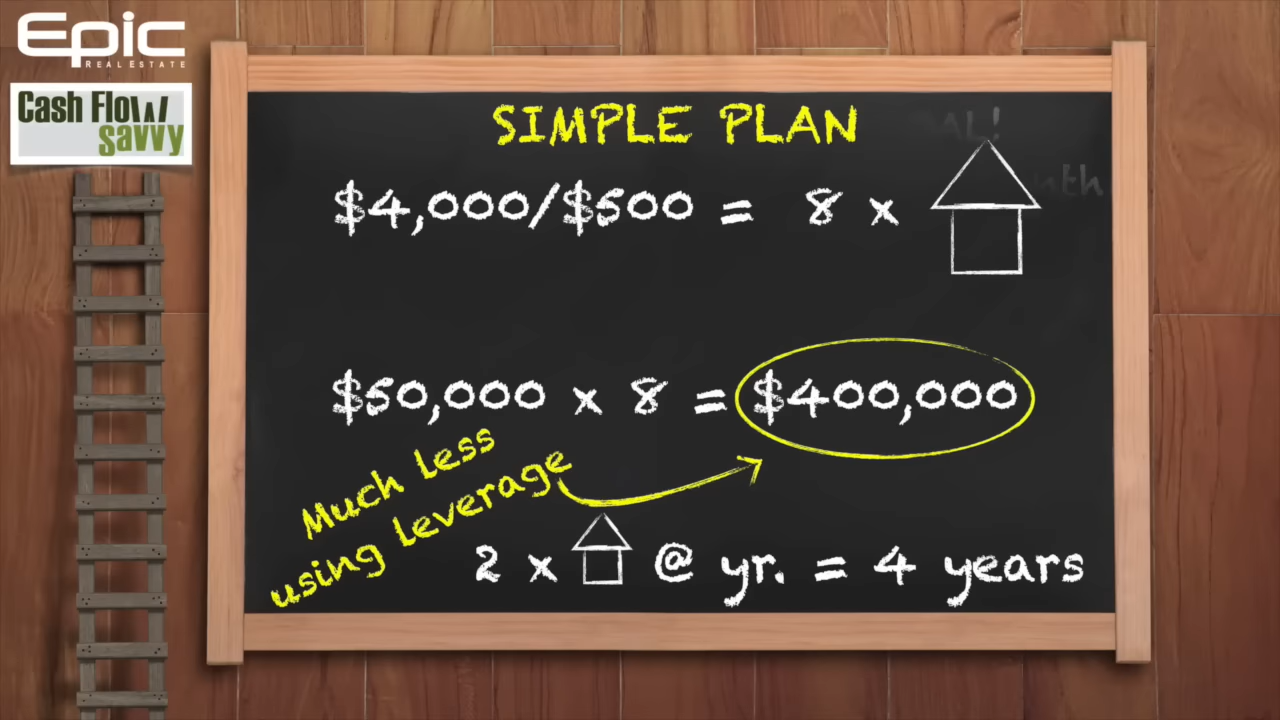 Epic
REAL ESTATE
Cash Flow
savvy
SIMPLE PLAN
$4,000/$500 = 8 x
$50,000 x 8 = $400,000
Much less
using leverage
2 x @ yr. = 4 years